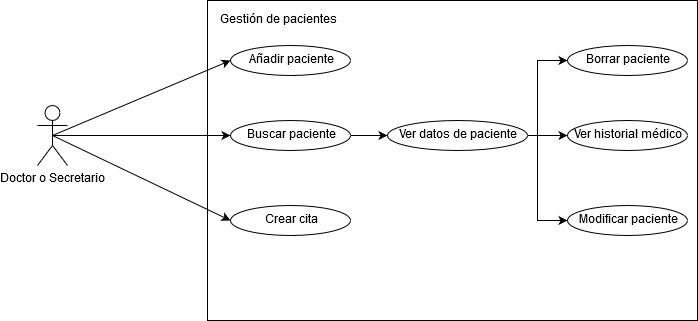 Gestión de pacientes
Añadir paciente
Borrar paciente
Buscar paciente
Ver datos de paciente
Ver historial médico
Doctor o Secretario
Crear cita
Modificar paciente